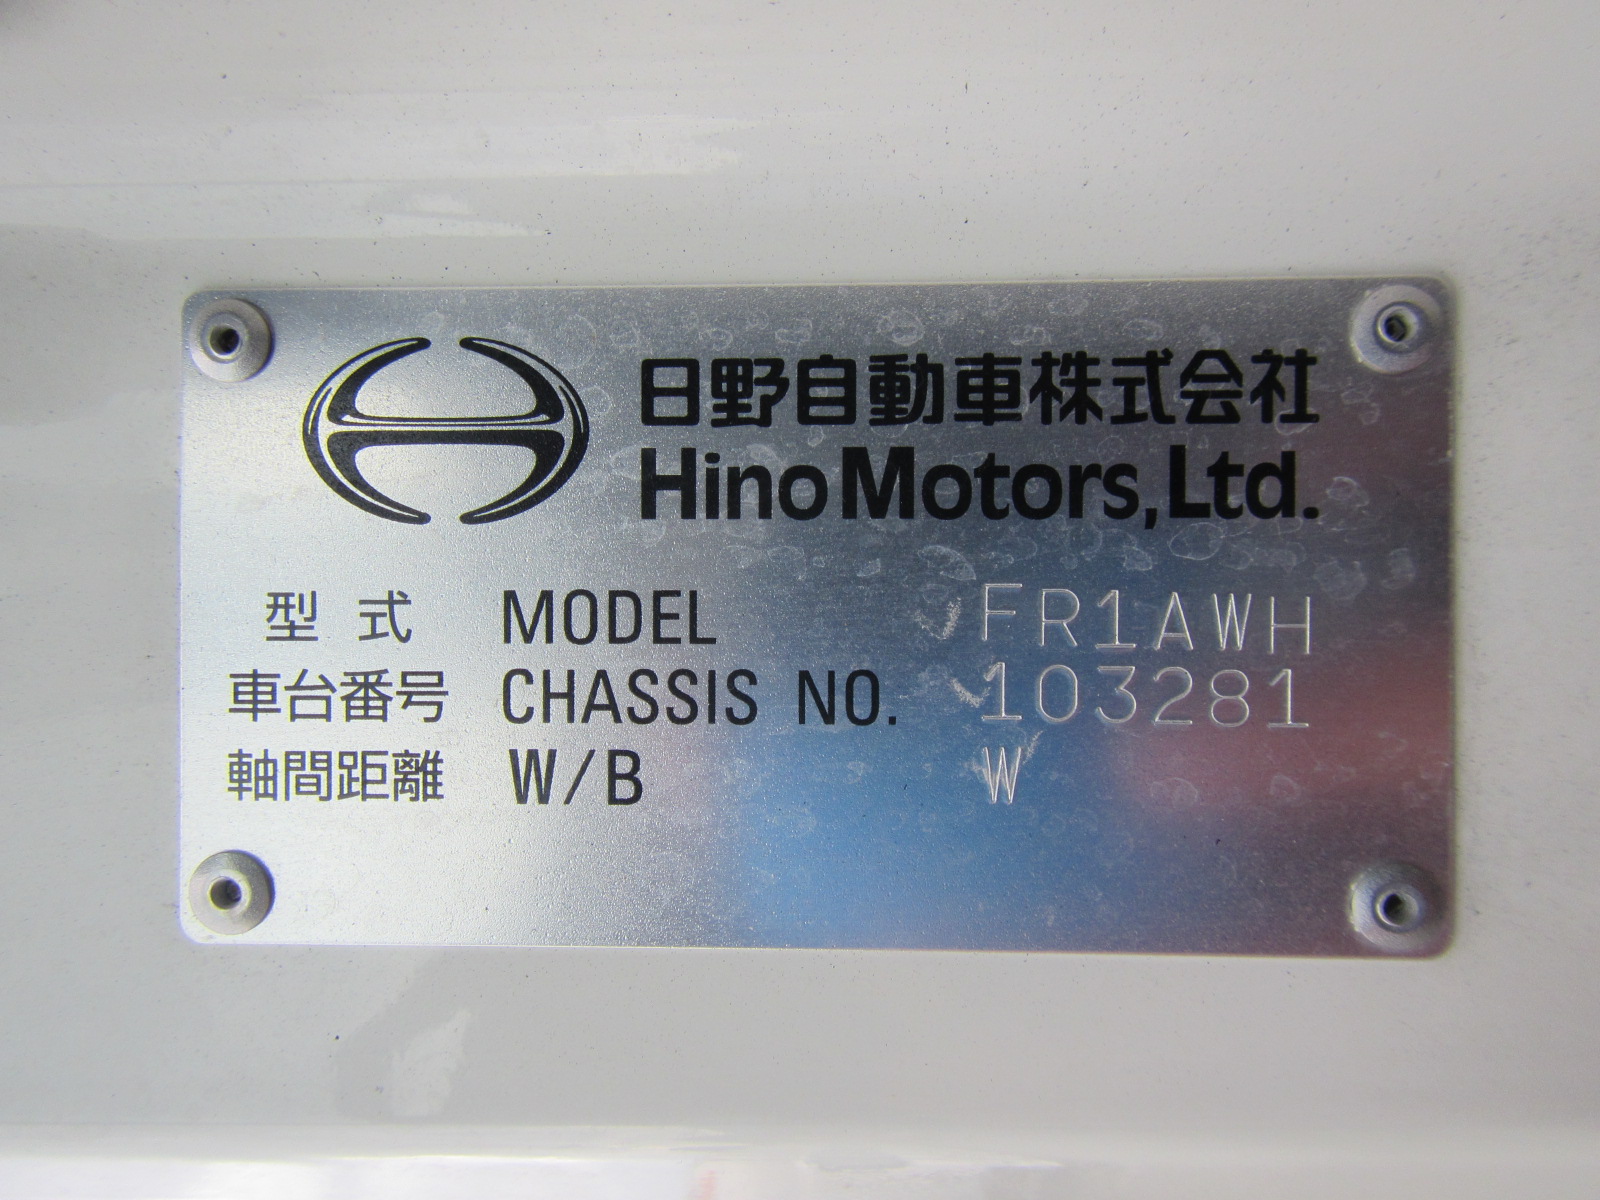 日野自動車株式会社
Hino Motors, Ltd.
型 式 MODEL FR1AWH
車台番号 CHASSIS NO. 103281
軸間距離 W/B W